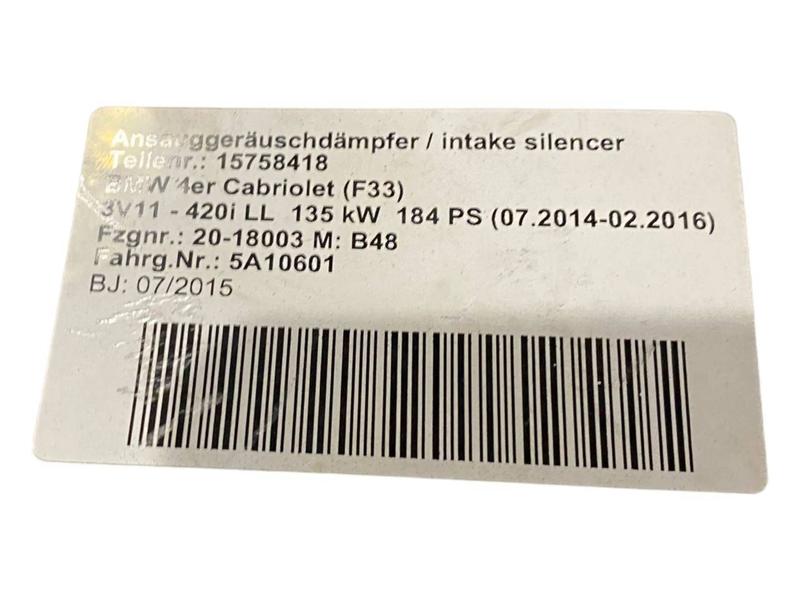 Ansauggeräuschdämpfer / intake silencer
Teilenr.: 15758418
BMW 4er Cabriolet (F33)
3V11 - 420i LL 135 kW 184 PS (07.2014-02.2016)
Fzgnr.: 20-18003 M: B48
Fahrg.Nr.: 5A10601
BJ: 07/2015